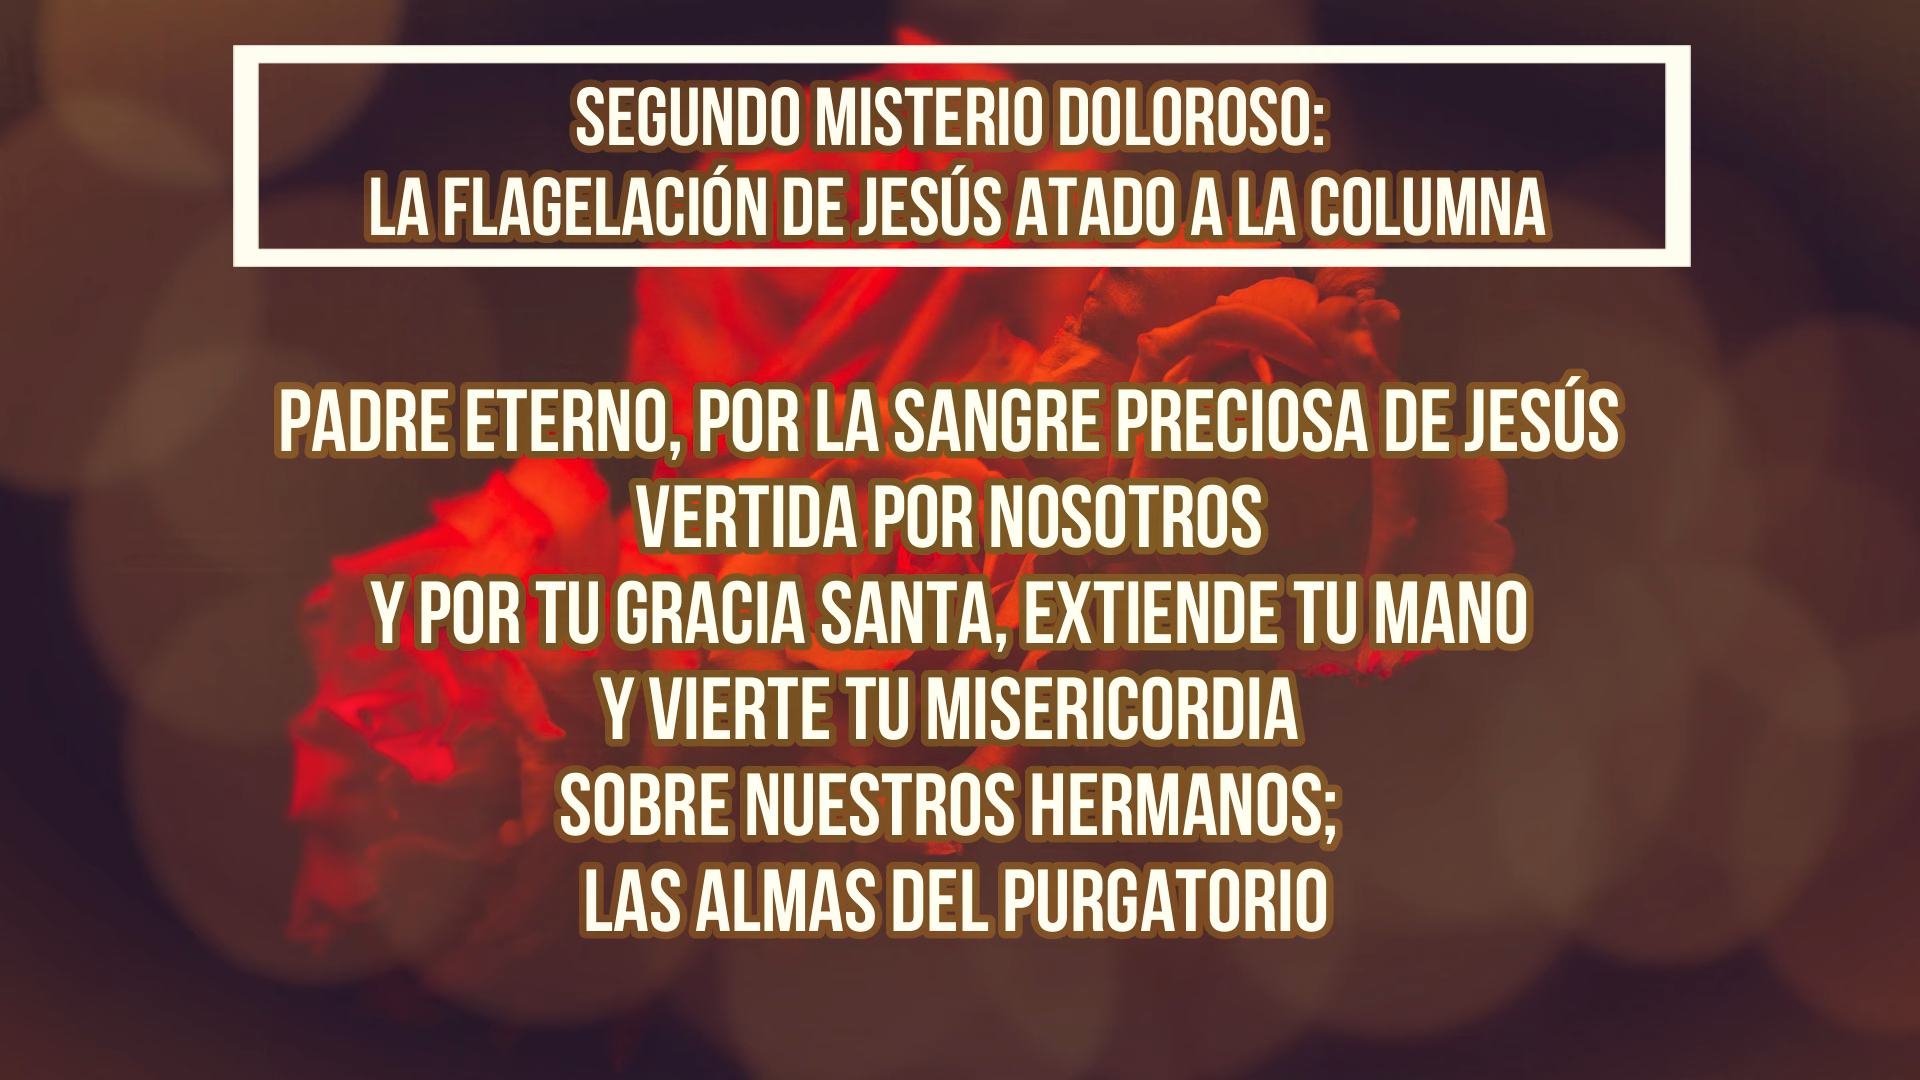 SEGUNDO MISTERIO DOLOROSO:
LA FLAGELACIÓN DE JESÚS ATADO A LA COLUMNA
PADRE ETERNO, POR LA SANGRE PRECIOSA DE JESÚS
VERTIDA POR NOSOTROS
Y POR TU GRACIA SANTA, EXTIENDE TU MANO
Y VIERTE TU MISERICORDIA
SOBRE NUESTROS HERMANOS;
LAS ALMAS DEL PURGATORIO